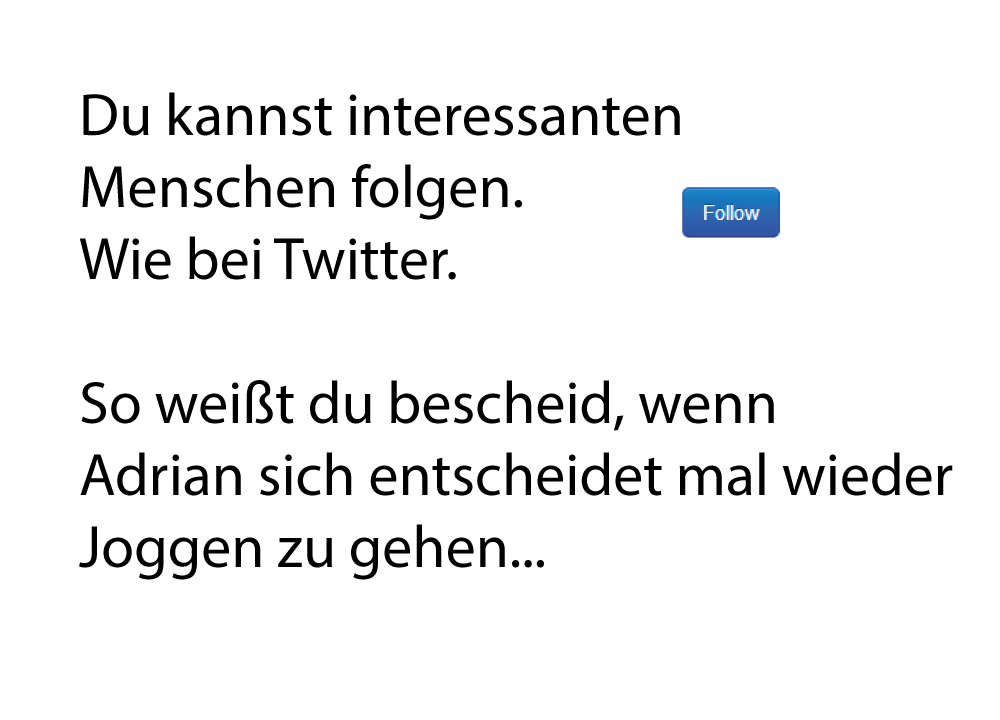 Du kannst interessanten
Menschen folgen.
Follow
Wie bei Twitter.
So weißt du bescheid, wenn
Adrian sich entscheidet mal wieder
Joggen zu gehen...